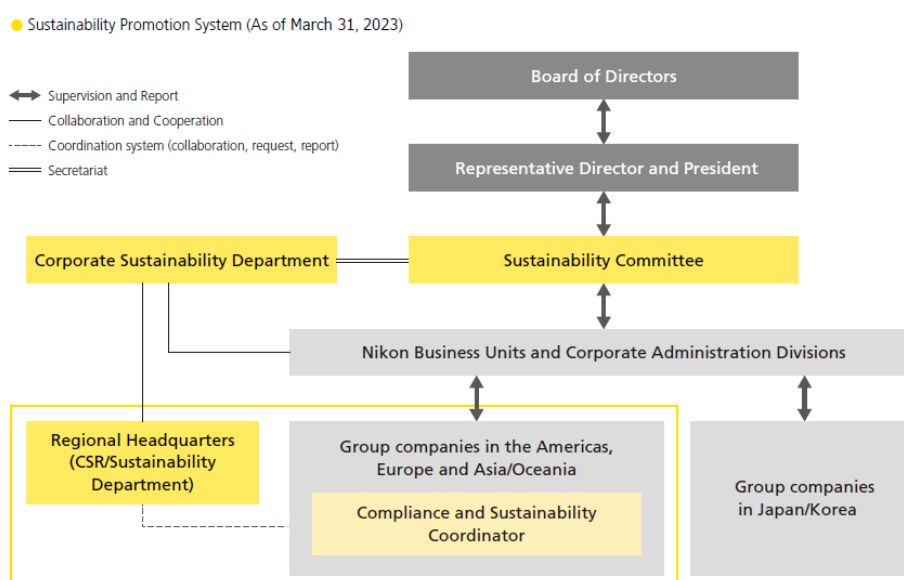 Sustainability Promotion System (As of March 31, 2023)
Supervision and Report
Collaboration and Cooperation
Coordination system (collaboration, request, report)
Secretariat
Board of Directors
Representative Director and President
Corporate Sustainability Department
Sustainability Committee
Nikon Business Units and Corporate Administration Divisions
Regional Headquarters
(CSR/Sustainability
Department)
Group companies in the Americas,
Europe and Asia/Oceania
Compliance and Sustainability
Coordinator
Group companies
in Japan/Korea